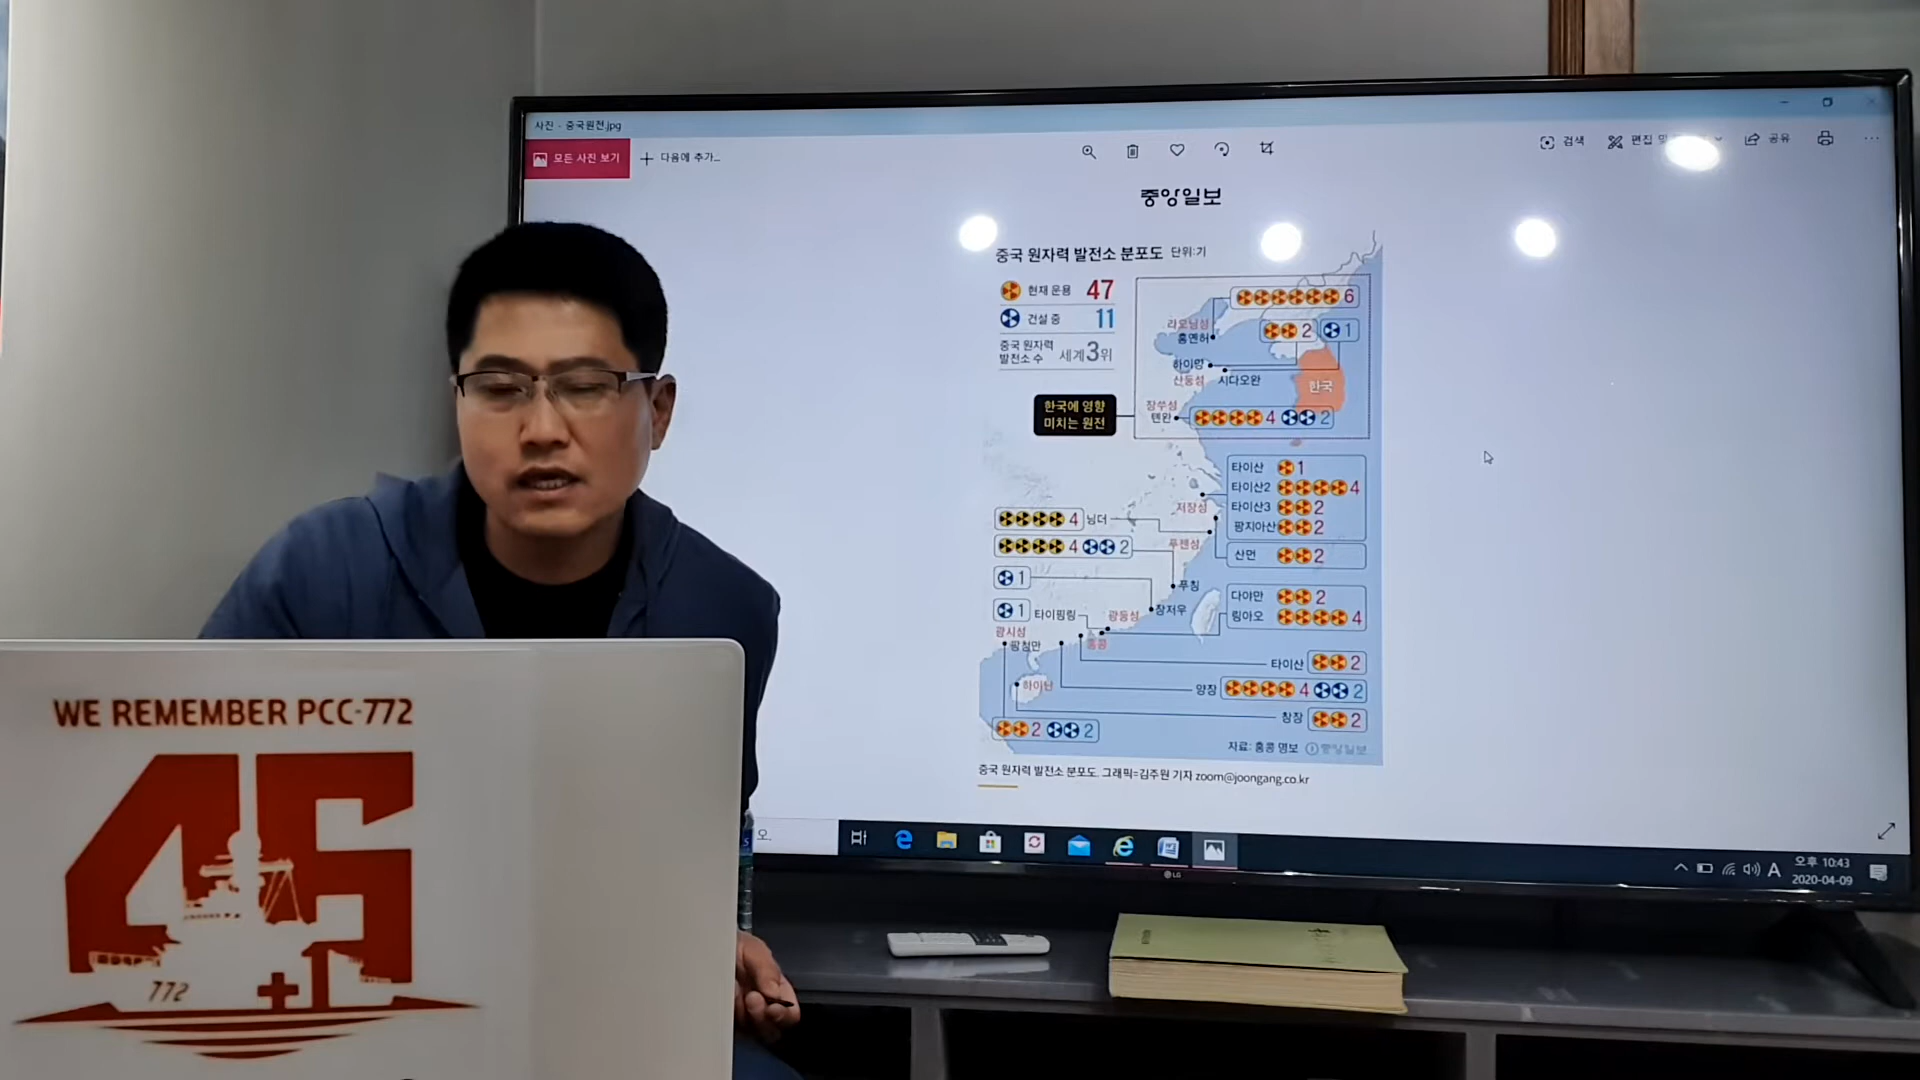 사진 - 중국원전.jpg
모든 사진 보기
+ 다음에 추가...
검색
편집 및
공유
중앙일보
중국 원자력 발전소 분포도 단위:기
현재 운용 47
건설 중 11
중국 원자력
발전소 수 세계3위
한국에 영향
미치는 원전
6
랴오닝성
홍옌허
2 1
하이양
산둥성 시다오완
한국
장쑤성
톈완 4 2
타이산 1
타이산2 4
타이산3 2
팡지아산 2
저장성
산먼 2
4 닝더
4 2
푸젠성
푸칭
1
장저우
1 타이핑링
광둥성
다야만 2
링아오 4
광시성
팡청만
홍콩
타이산 2
하이난
양장 4 2
창장 2
2 2
자료: 홍콩 명보 중앙일보
중국 원자력 발전소 분포도. 그래픽=김주원 기자 zoom@joongang.co.kr
오.
A
오후 10:43
2020-04-09
LG
WE REMEMBER PCC-772
46
772